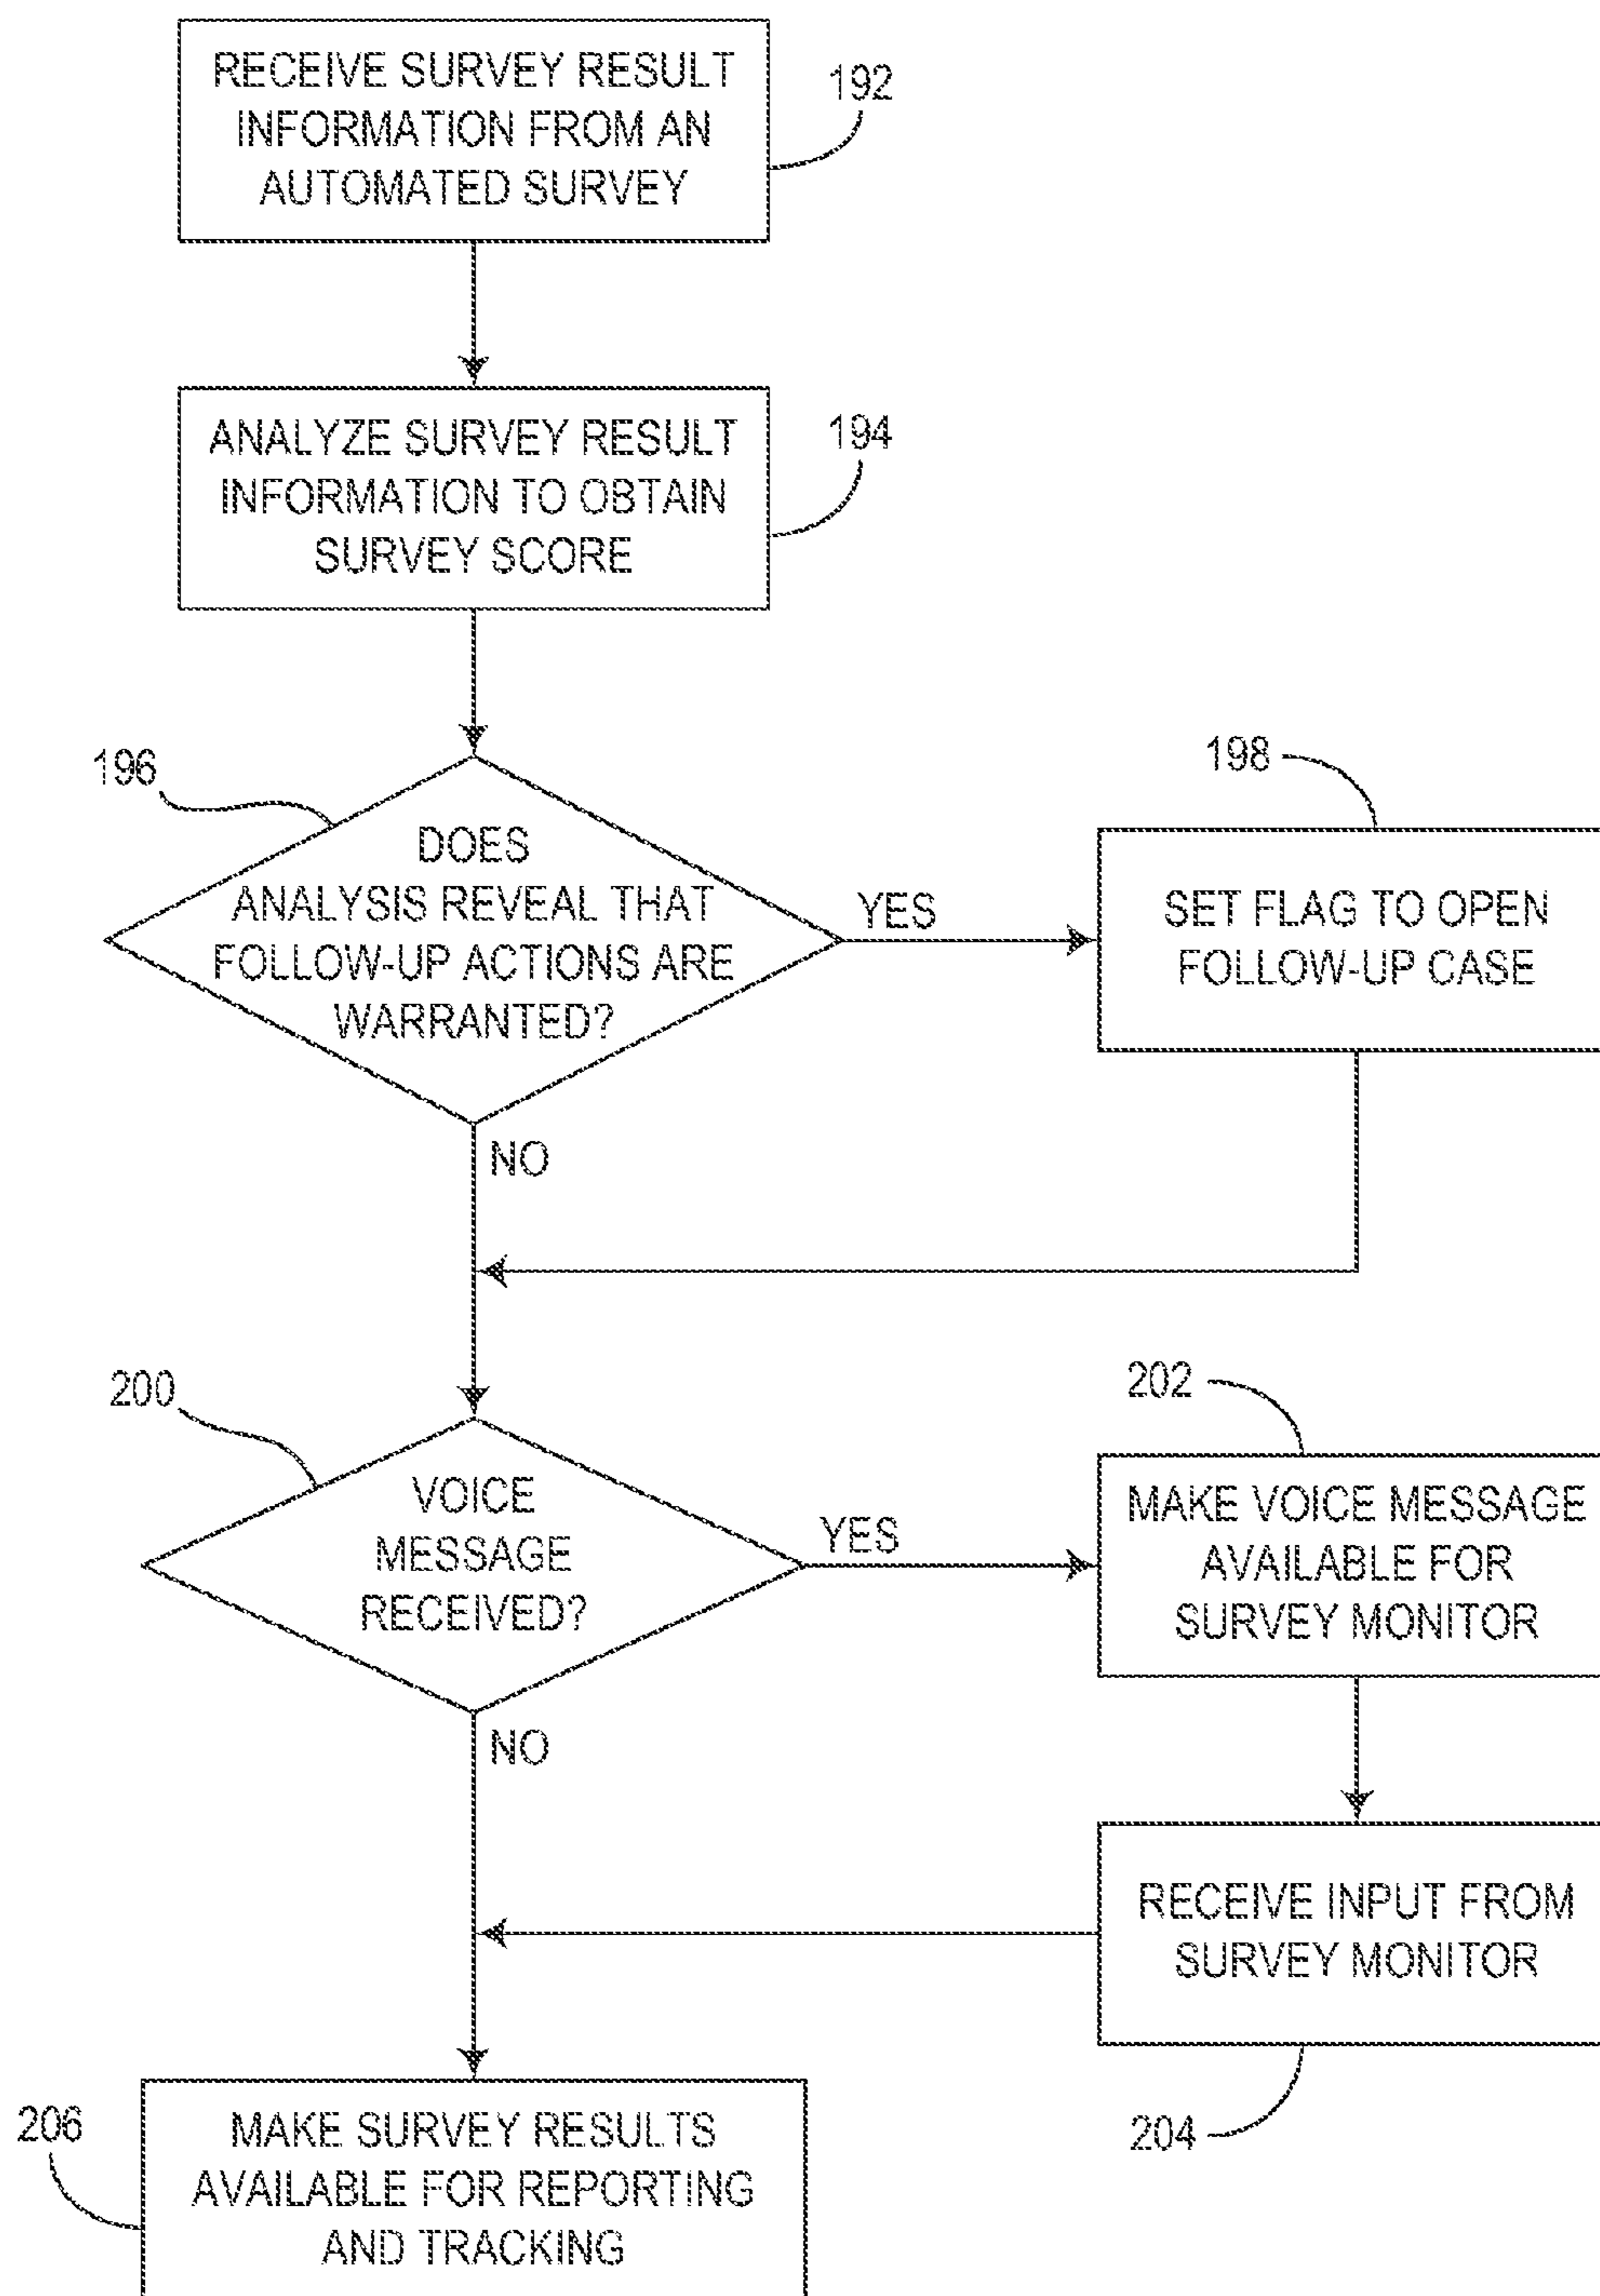 RECEIVE SURVEY RESULT
INFORMATION FROM AN
AUTOMATED SURVEY
192
ANALYZE SURVEY RESULT
INFORMATION TO OBTAIN
SURVEY SCORE
194
196
DOES
ANALYSIS REVEAL THAT
FOLLOW-UP ACTIONS ARE
WARRANTED?
YES
198
SET FLAG TO OPEN
FOLLOW-UP CASE
NO
200
VOICE
MESSAGE
RECEIVED?
YES
202
MAKE VOICE MESSAGE
AVAILABLE FOR
SURVEY MONITOR
NO
RECEIVE INPUT FROM
SURVEY MONITOR
204
206
MAKE SURVEY RESULTS
AVAILABLE FOR REPORTING
AND TRACKING